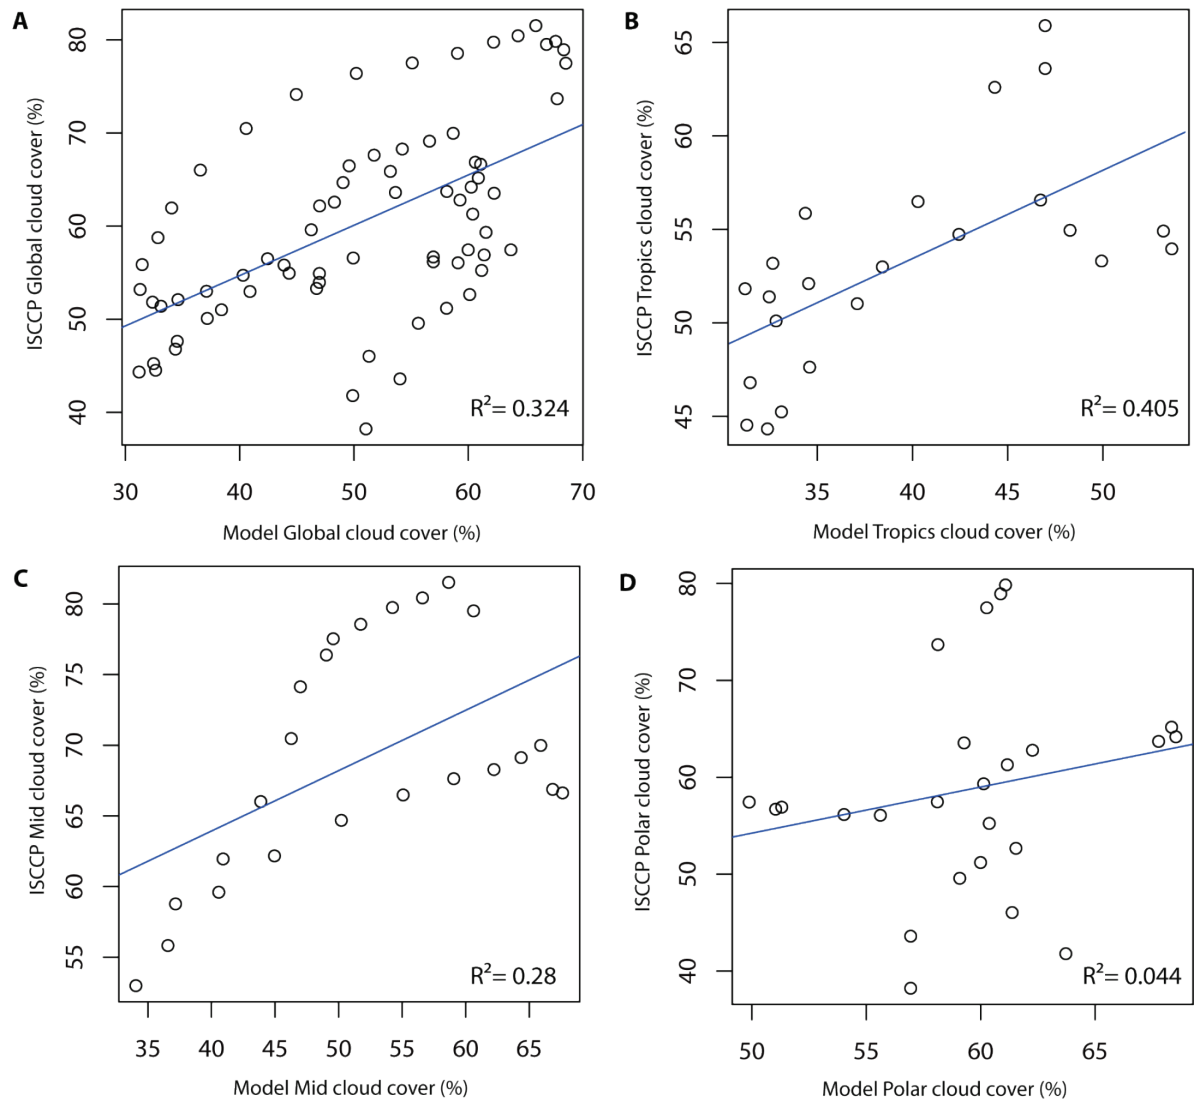 A
ISCCP Global cloud cover (%)
80
70
60
50
40
R²= 0.324
30 40 50 60 70
Model Global cloud cover (%)
B
ISCCP Tropics cloud cover (%)
65
60
55
50
45
R²= 0.405
35 40 45 50
Model Tropics cloud cover (%)
C
ISCCP Mid cloud cover (%)
80
75
70
65
60
55
R²= 0.28
35 40 45 50 55 60 65
Model Mid cloud cover (%)
D
ISCCP Polar cloud cover (%)
80
70
60
50
40
R²= 0.044
50 55 60 65
Model Polar cloud cover (%)